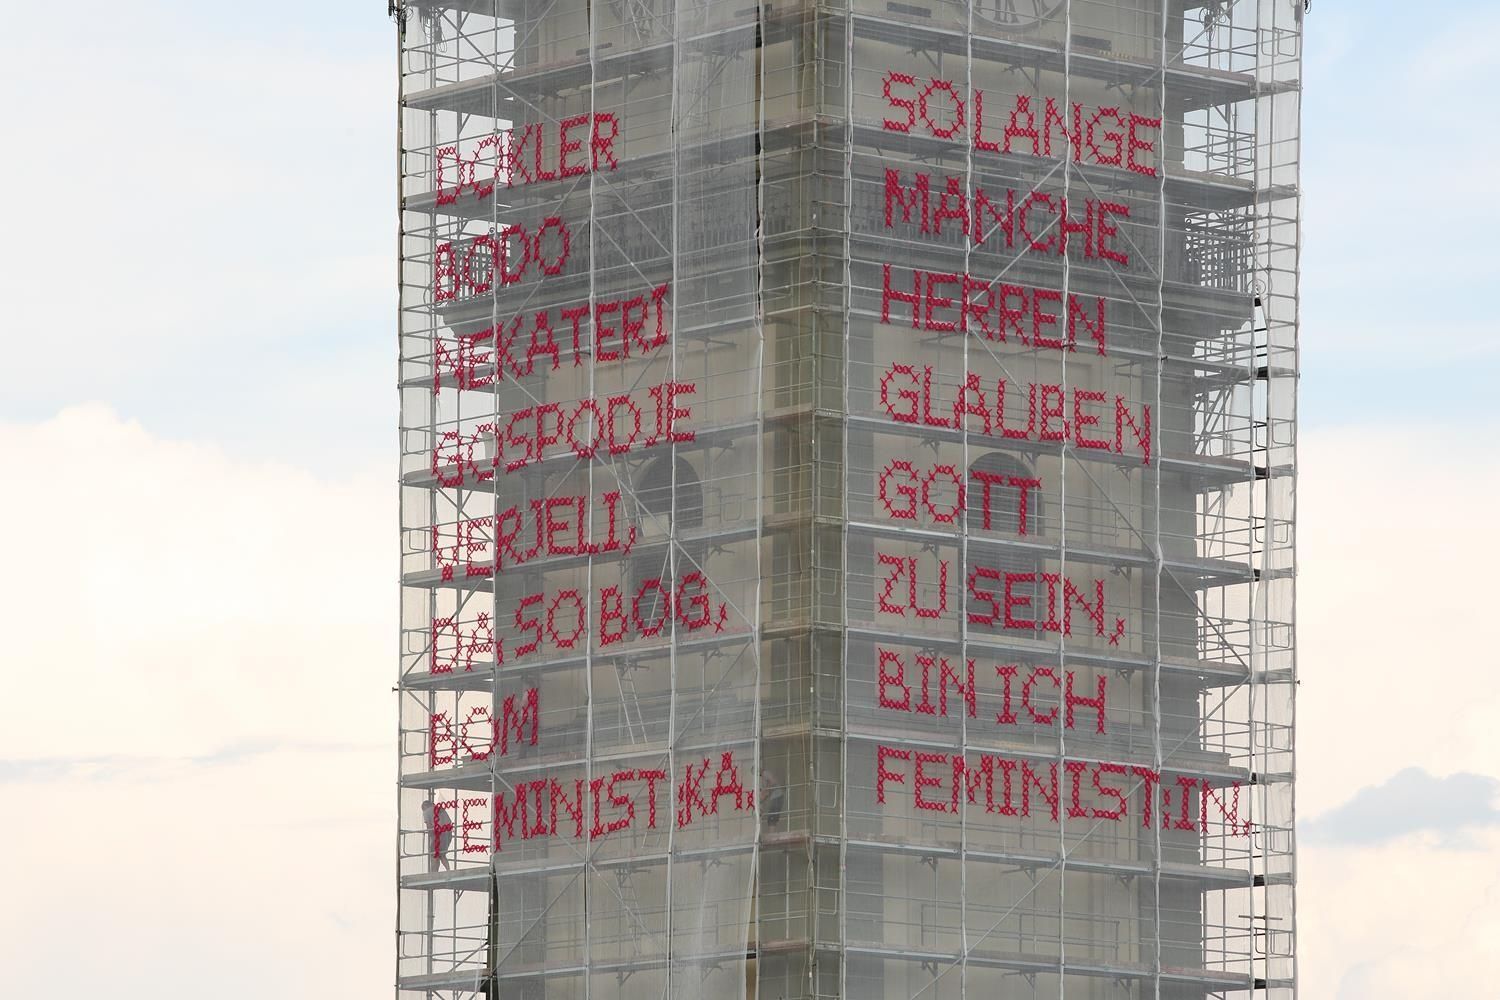 DOKLER
BODO
NEKATERI
GOSPODJE
VERJELI,
DA SO BOG,
BOM
FEMINIST:KA.
SOLANGE
MANCHE
HERREN
GLAUBEN
GOTT
ZU SEIN,
BIN ICH
FEMINIST:IN.